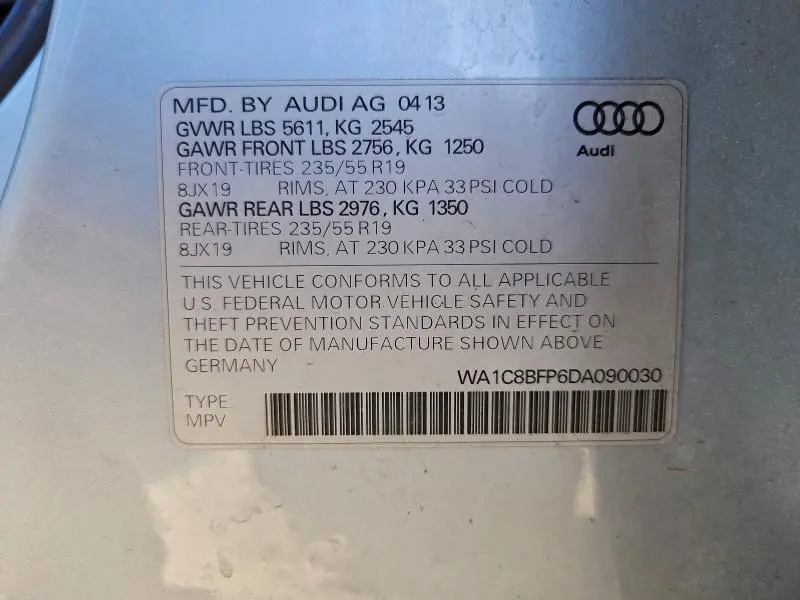 MFD. BY AUDI AG 0413
GVWR LBS 5611, KG 2545
GAWR FRONT LBS 2756, KG 1250
FRONT-TIRES 235/55 R19
8JX19 RIMS, AT 230 KPA 33 PSI COLD
GAWR REAR LBS 2976, KG 1350
REAR-TIRES 235/55 R19
8JX19 RIMS, AT 230 KPA 33 PSI COLD
Audi
THIS VEHICLE CONFORMS TO ALL APPLICABLE
U.S. FEDERAL MOTOR VEHICLE SAFETY AND
THEFT PREVENTION STANDARDS IN EFFECT ON
THE DATE OF MANUFACTURE SHOWN ABOVE
GERMANY
WA1C8BFP6DA090030
TYPE
MPV